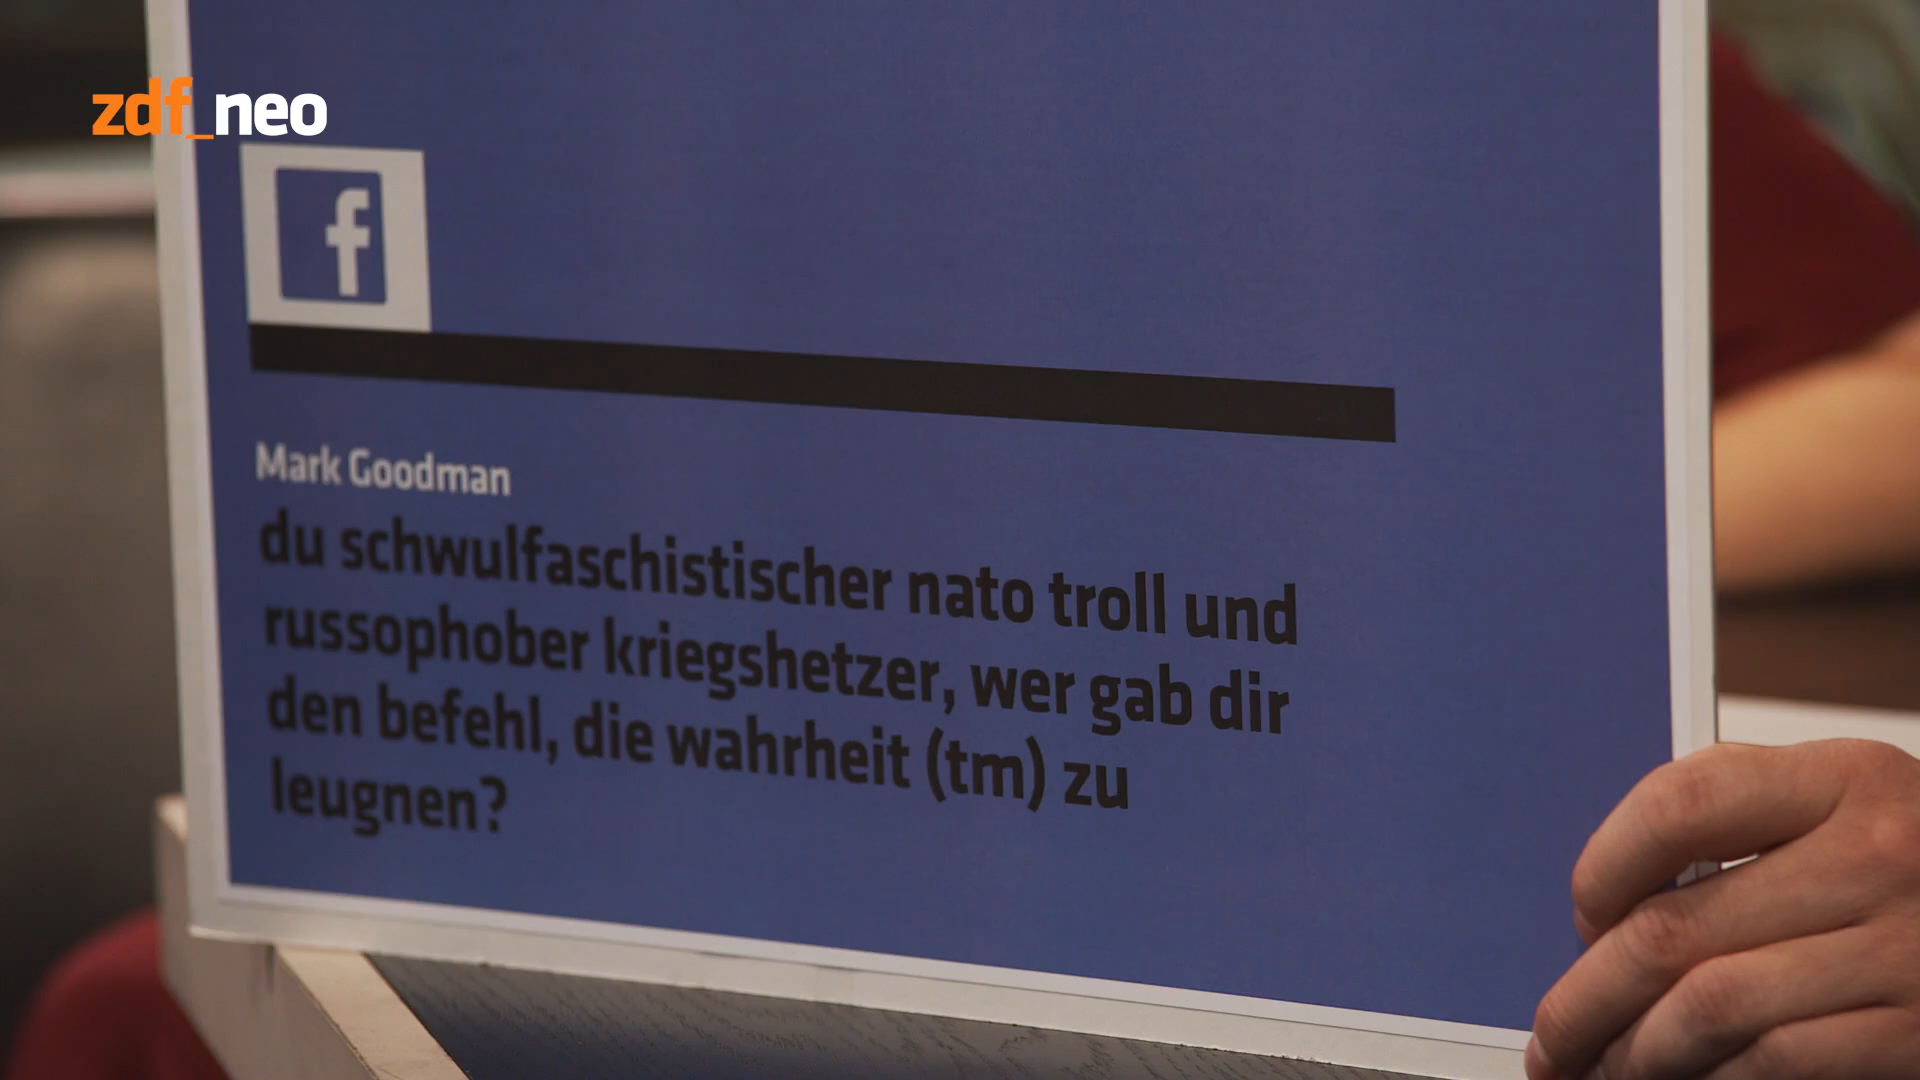 zdf_neo
f
Mark Goodman
du schwulfaschistischer nato troll und
russophober kriegshetzer, wer gab dir
den befehl, die wahrheit (tm) zu
leugnen?